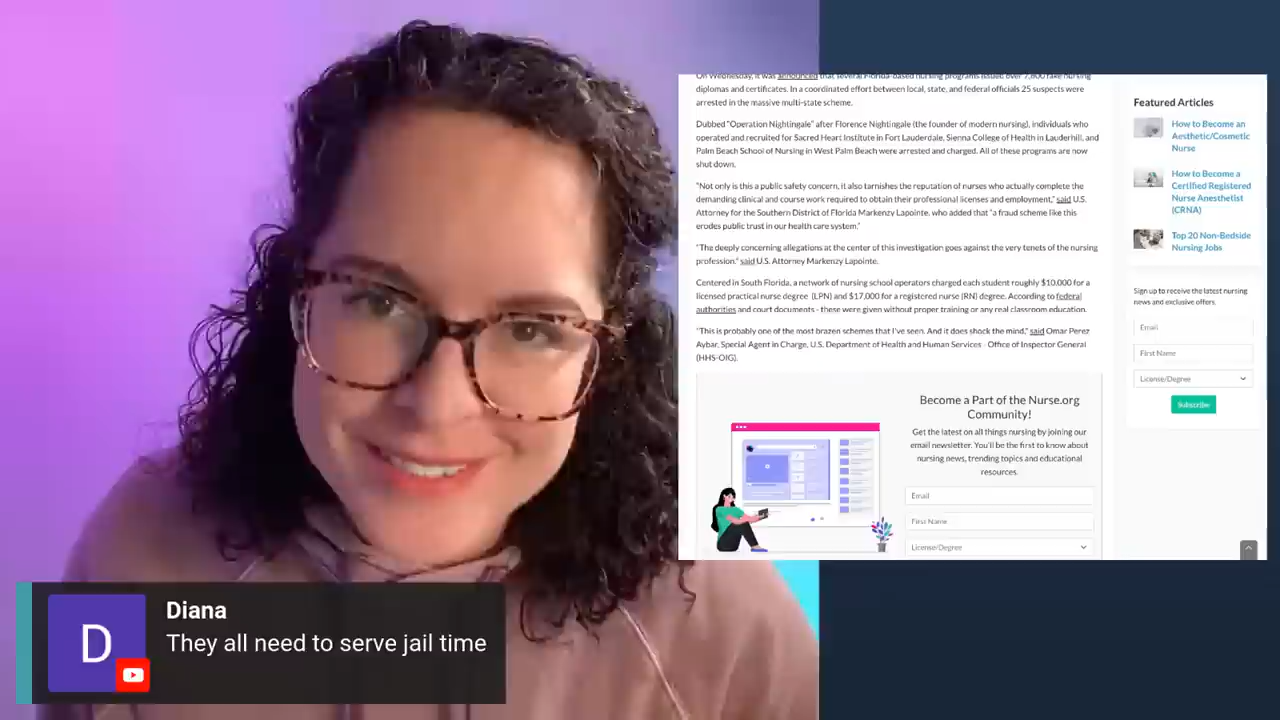 On Wednesday, it was announced that several Florida-based nursing programs issued over 7,600 fake nursing
diplomas and certificates. In a coordinated effort between local, state, and federal officials 25 suspects were
arrested in the massive multi-state scheme.
Dubbed "Operation Nightingale" after Florence Nightingale (the founder of modern nursing), individuals who
operated and recruited for Sacred Heart Institute in Fort Lauderdale, Sienna College of Health in Lauderhill, and
Palm Beach School of Nursing in West Palm Beach were arrested and charged. All of these programs are now
shut down.
"Not only is this a public safety concern, it also tarnishes the reputation of nurses who actually complete the
demanding clinical and course work required to obtain their professional licenses and employment," said U.S.
Attorney for the Southern District of Florida Markenzy Lapointe, who added that "a fraud scheme like this
erodes public trust in our health care system."
"The deeply concerning allegations at the center of this investigation goes against the very tenets of the nursing
profession." said U.S. Attorney Markenzy Lapointe.
Centered in South Florida, a network of nursing school operators charged each student roughly $10,000 for a
licensed practical nurse degree (LPN) and $17,000 for a registered nurse (RN) degree. According to federal
authorities and court documents - these were given without proper training or any real classroom education.
"This is probably one of the most brazen schemes that I've seen. And it does shock the mind," said Omar Perez
Aybar, Special Agent in Charge, U.S. Department of Health and Human Services - Office of Inspector General
(HHS-OIG).
Become a Part of the Nurse.org
Community!
Get the latest on all things nursing by joining our
email newsletter. You'll be the first to know about
nursing news, trending topics and educational
resources.
Email
First Name
License/Degree
Featured Articles
How to Become an
Aesthetic/Cosmetic
Nurse
How to Become a
Certified Registered
Nurse Anesthetist
(CRNA)
Top 20 Non-Bedside
Nursing Jobs
Sign up to receive the latest nursing
news and exclusive offers.
Email
First Name
License/Degree
Subscribe
D
Diana
They all need to serve jail time